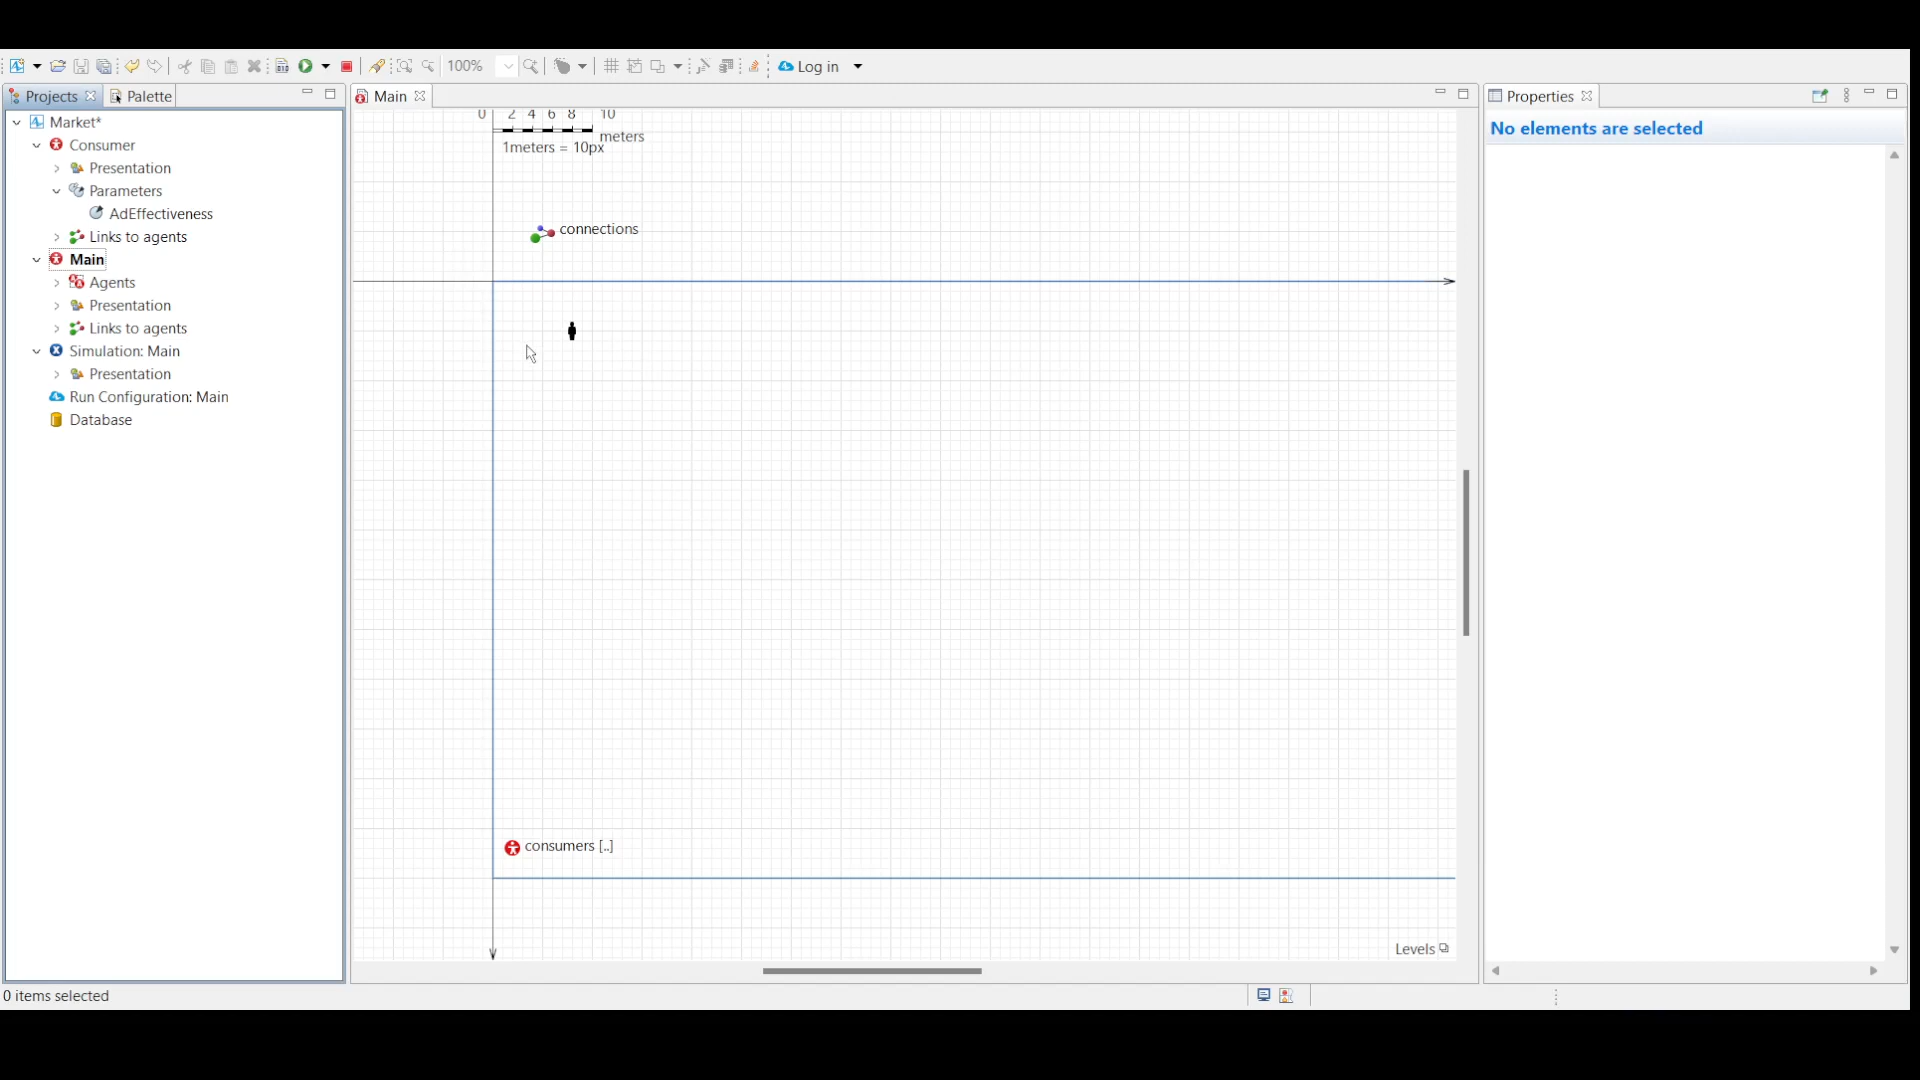 100%
Log in
Projects
Palette
Main
Properties
Market*
Consumer
Presentation
Parameters
AdEffectiveness
Links to agents
Main
Agents
Presentation
Links to agents
Simulation: Main
Presentation
Run Configuration: Main
Database
0 2 4 6 8 10
meters
1meters = 10px
connections
consumers [..]
Levels
No elements are selected
0 items selected